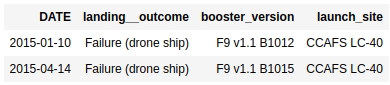 DATE landing__outcome booster_version launch_site
2015-01-10 Failure (drone ship) F9 v1.1 B1012 CCAFS LC-40
2015-04-14 Failure (drone ship) F9 v1.1 B1015 CCAFS LC-40